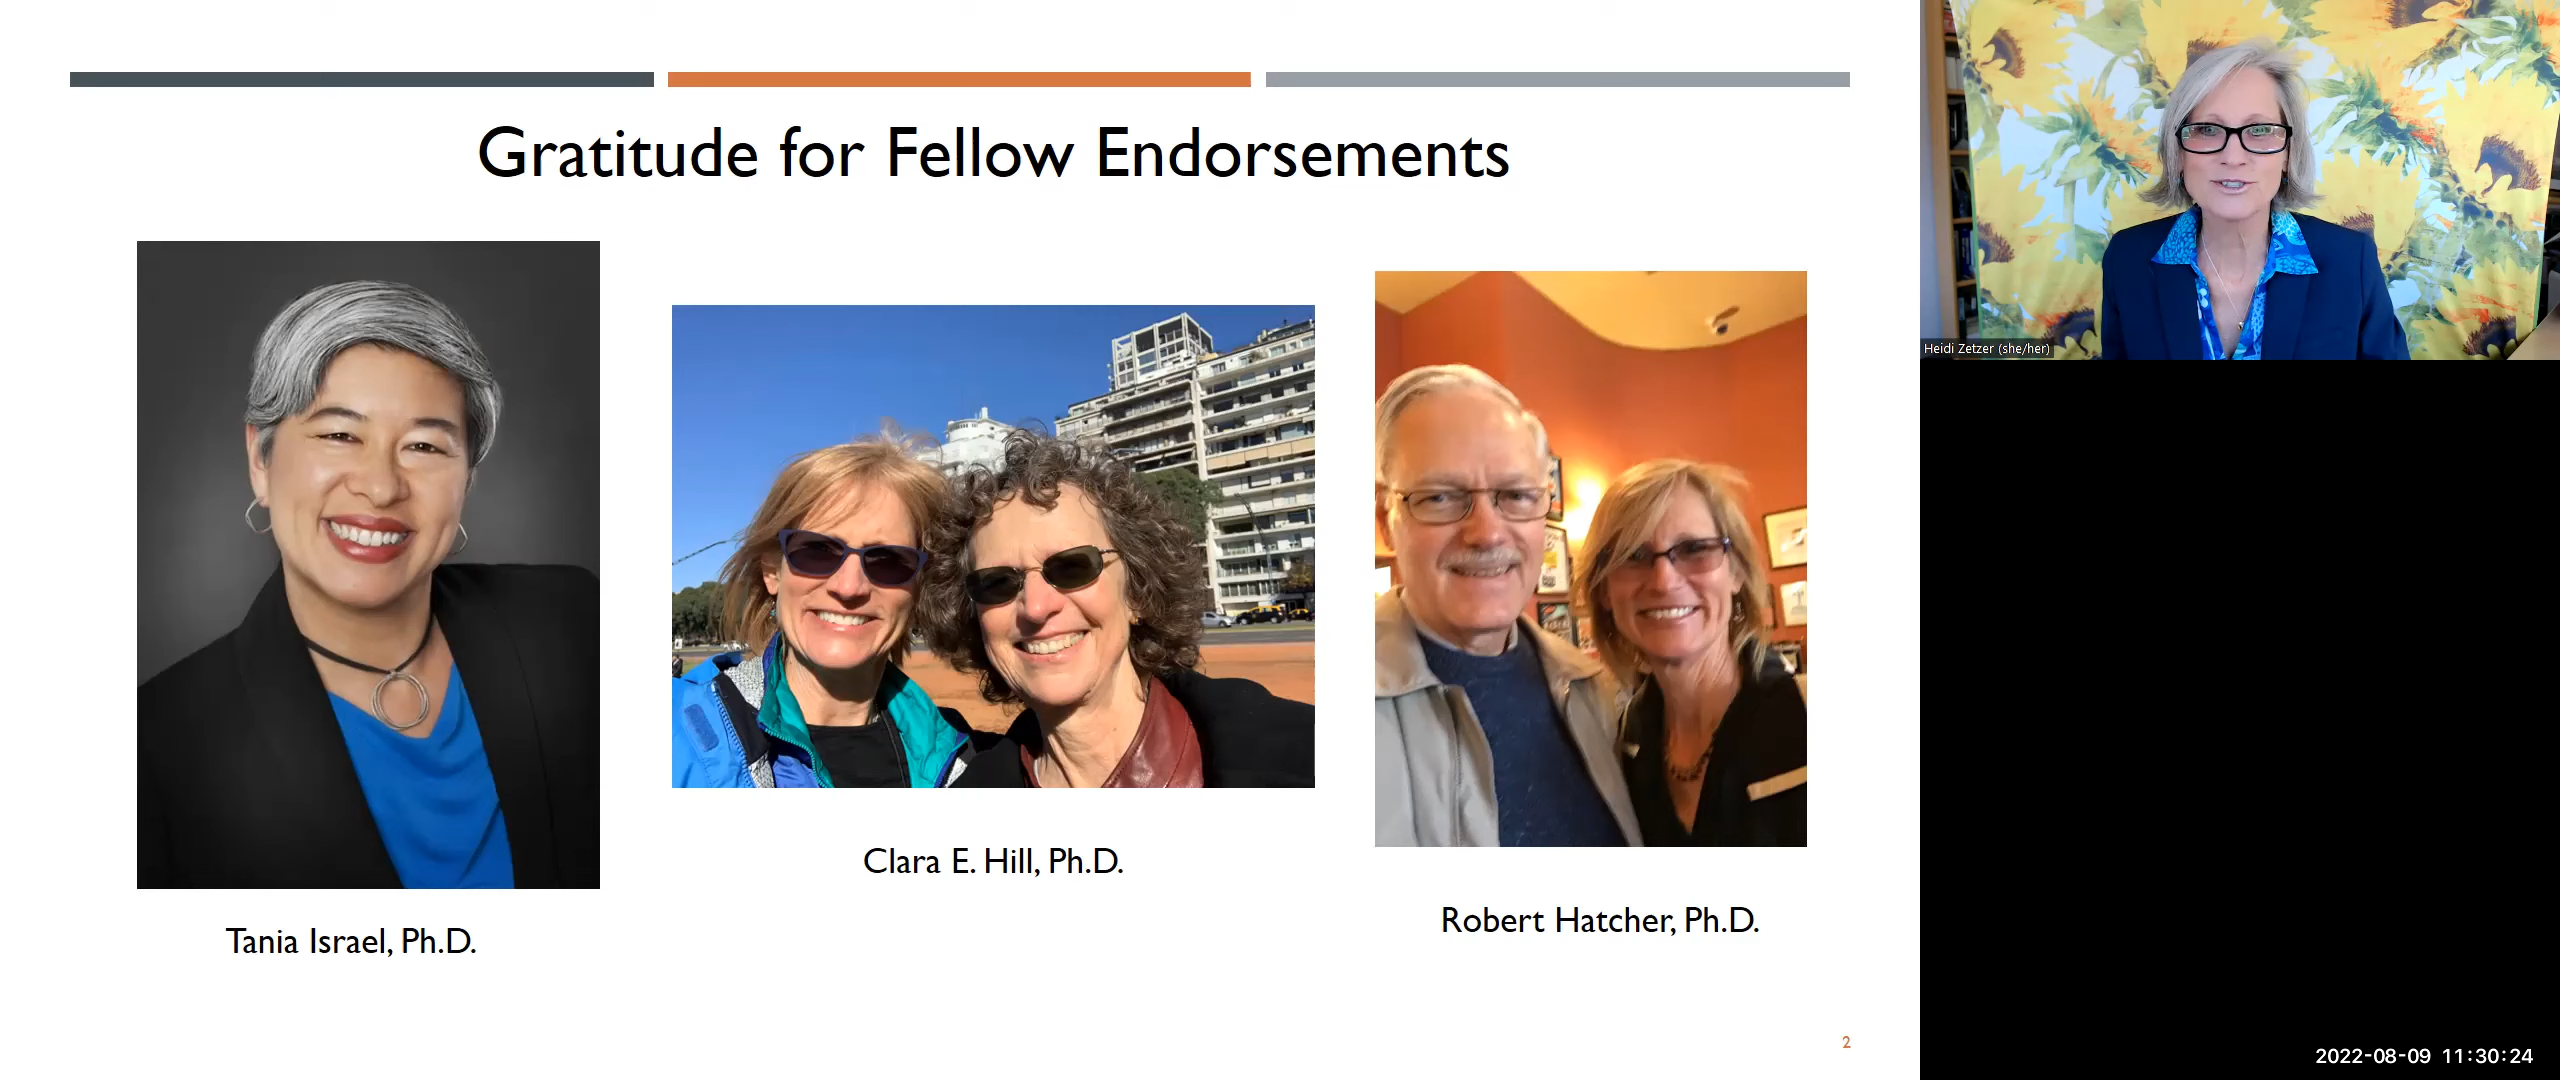 Gratitude for Fellow Endorsements
Tania Israel, Ph.D.
Clara E. Hill, Ph.D.
Robert Hatcher, Ph.D.
2
Heidi Zetzer (she/her)
2022-08-09 11:30:24